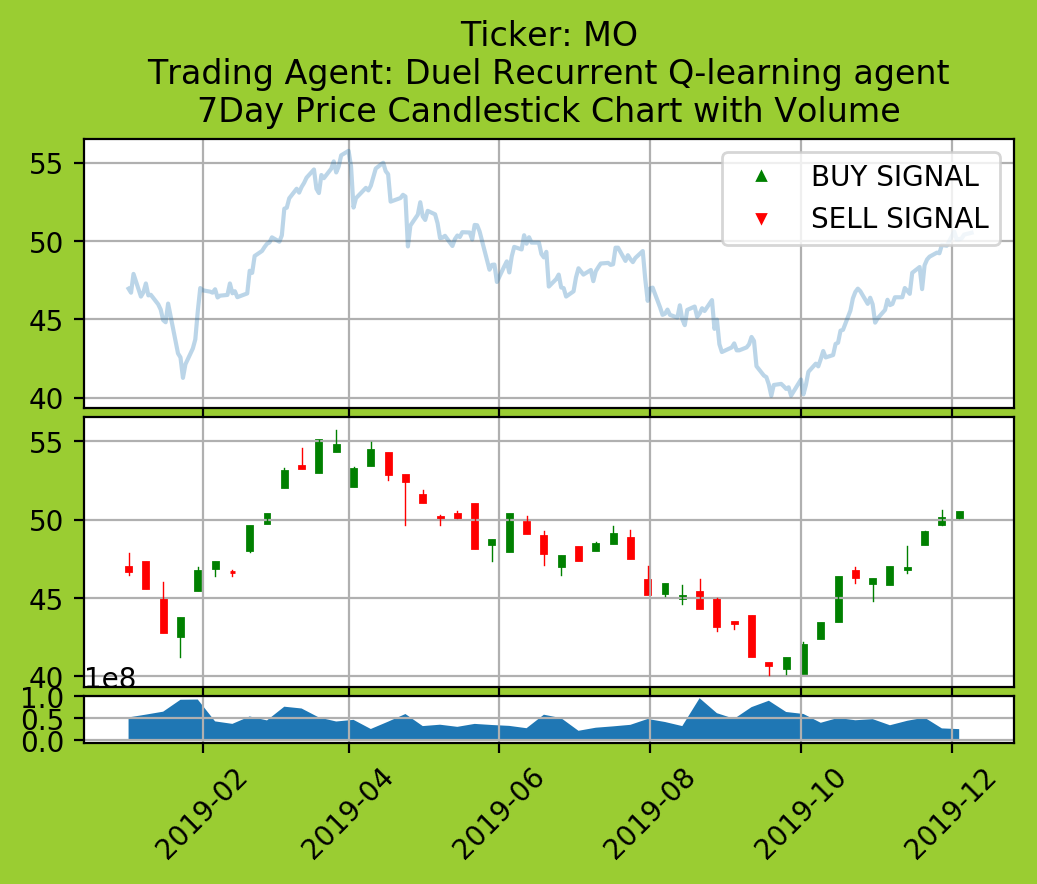 Ticker: MO
Trading Agent: Duel Recurrent Q-learning agent
7Day Price Candlestick Chart with Volume
55
50
45
40
BUY SIGNAL
SELL SIGNAL
55
50
45
40
1e8
1.0
0.5
0.0
2019-02
2019-04
2019-06
2019-08
2019-10
2019-12